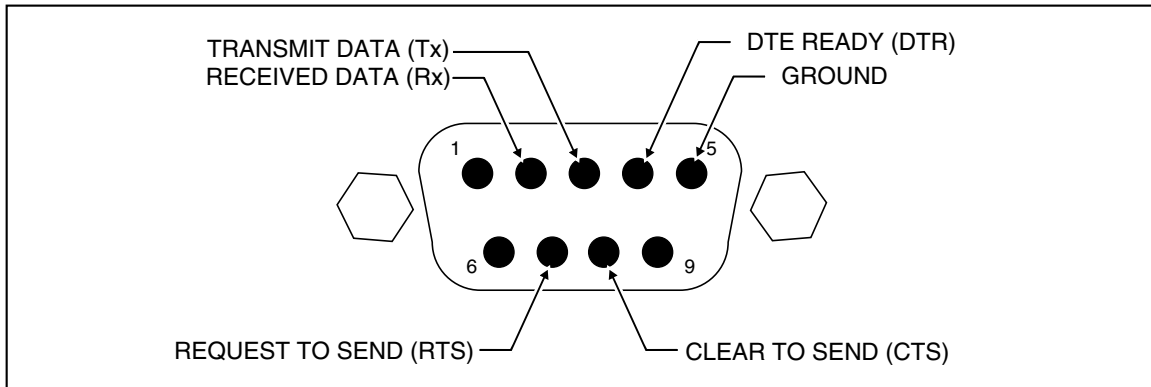 TRANSMIT DATA (Tx)
DTE READY (DTR)
RECEIVED DATA (Rx)
GROUND
1
5
6
9
REQUEST TO SEND (RTS)
CLEAR TO SEND (CTS)